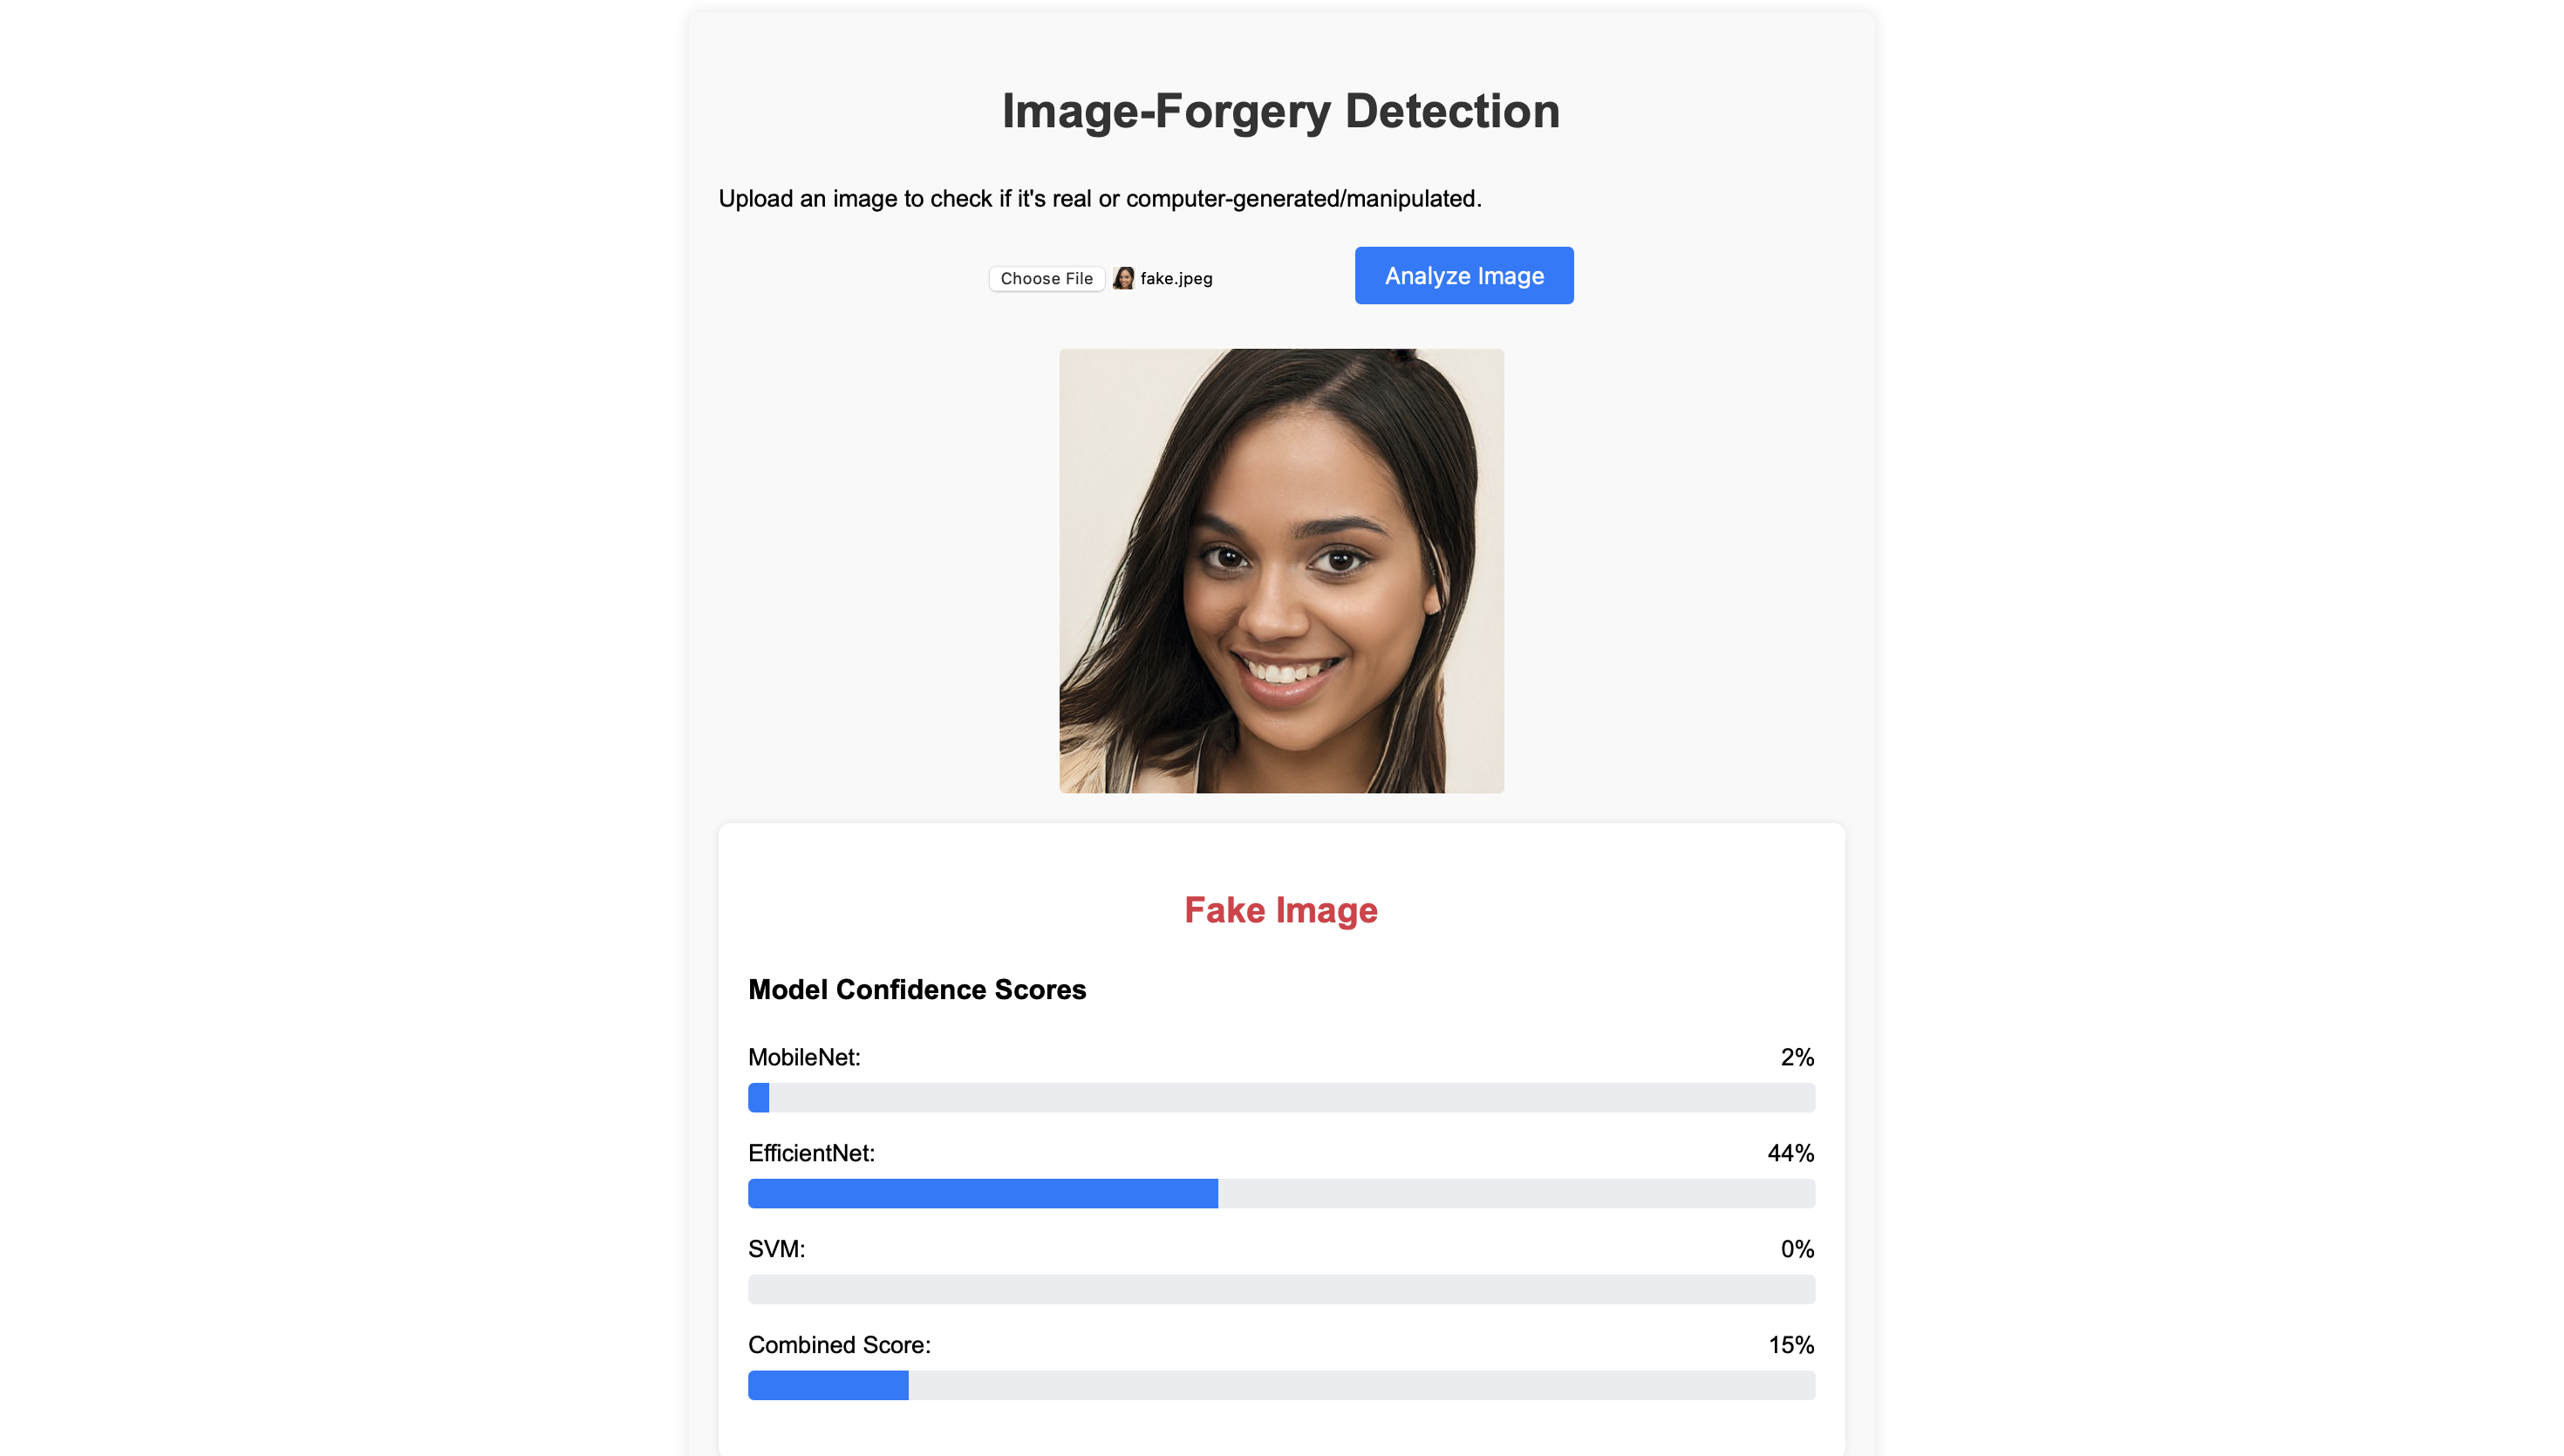 Image-Forgery Detection
Upload an image to check if it's real or computer-generated/manipulated.
Choose File fake.jpeg Analyze Image
Fake Image
Model Confidence Scores
MobileNet: 2%
EfficientNet: 44%
SVM: 0%
Combined Score: 15%